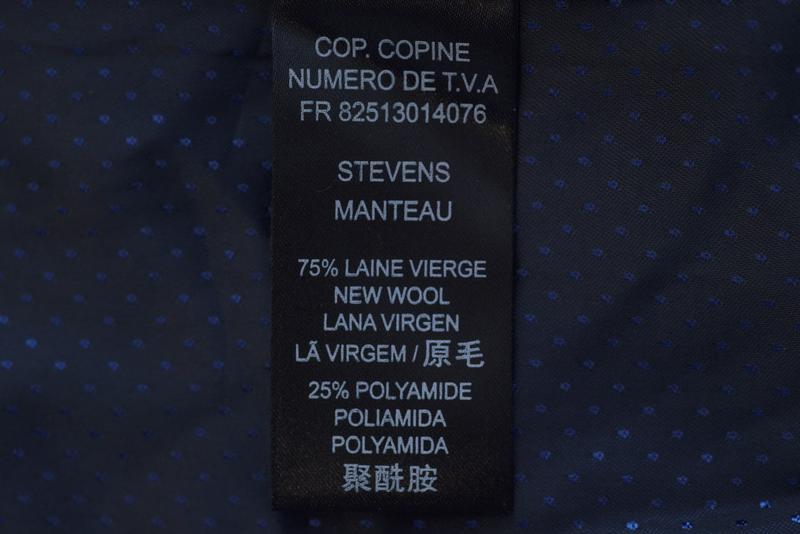 COP. COPINE
NUMERO DE T.V.A
FR 82513014076
STEVENS
MANTEAU
75% LAINE VIERGE
NEW WOOL
LANA VIRGEN
LÃ VIRGEM / 原毛
25% POLYAMIDE
POLIAMIDA
POLYAMIDA
聚酰胺